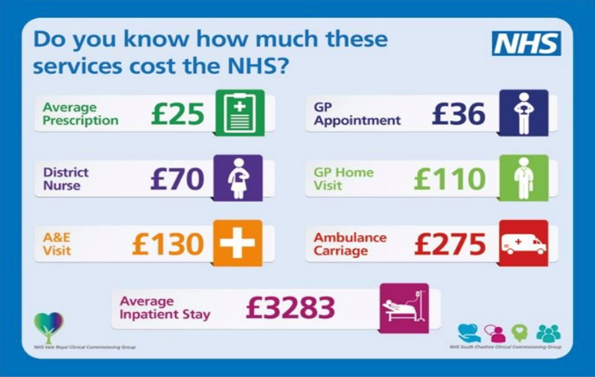 Do you know how much these
services cost the NHS?
NHS
Average
Prescription
£25
GP
Appointment
£36
District
Nurse
£70
GP Home
Visit
£110
A&E
Visit
£130
Ambulance
Carriage
£275
Average
Inpatient Stay
£3283
NHS Vale Royal Clinical Commissioning Group
NHS South Cheshire Clinical Commissioning Group